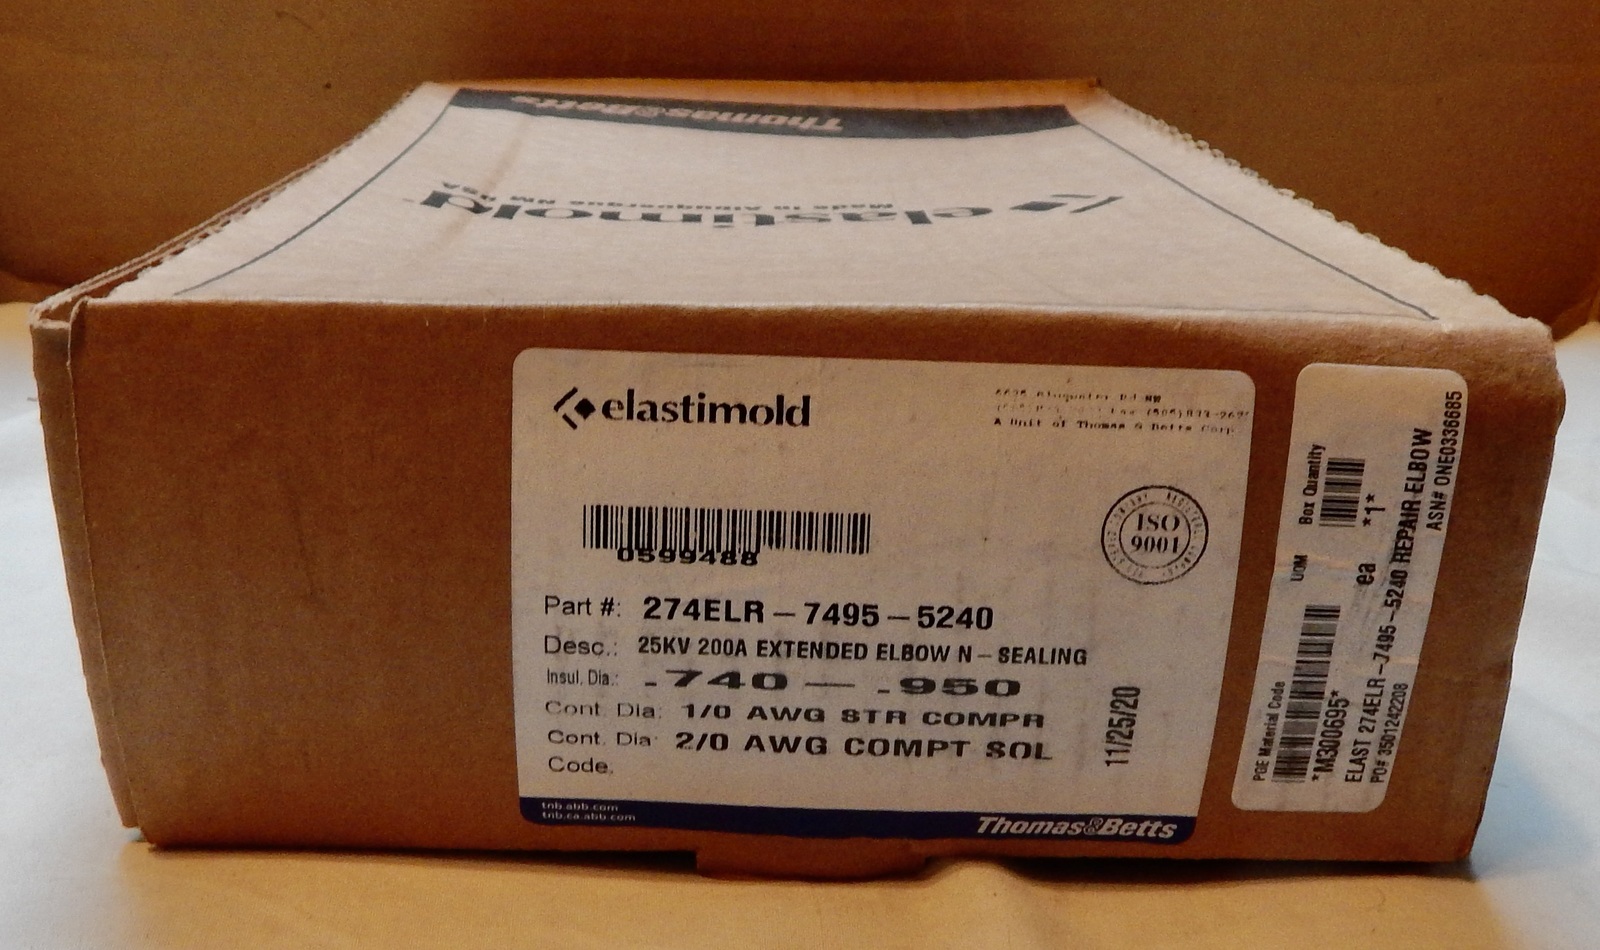 Thomas&Betts
Made in Albuquerque NM USA
elastimold
elastimold
A Unit of Thomas & Betts Corp
0599488
ISO
9001
Part #: 274ELR-7495-5240
Desc.: 25KV 200A EXTENDED ELBOW N-SEALING
Insul. Dia.: .740 — .950
Cont. Dia: 1/0 AWG STR COMPR
Cont. Dia: 2/0 AWG COMPT SOL
Code.
11/25/20
tnb.abb.com
tnb.ca.abb.com
Thomas&Betts
PGE Material Code
UOM
Box Quantity
*M300695*
ea
*1*
ELAST 274ELR-7495-5240 REPAIR ELBOW
PO# 3501242208
ASN# ONE0336685